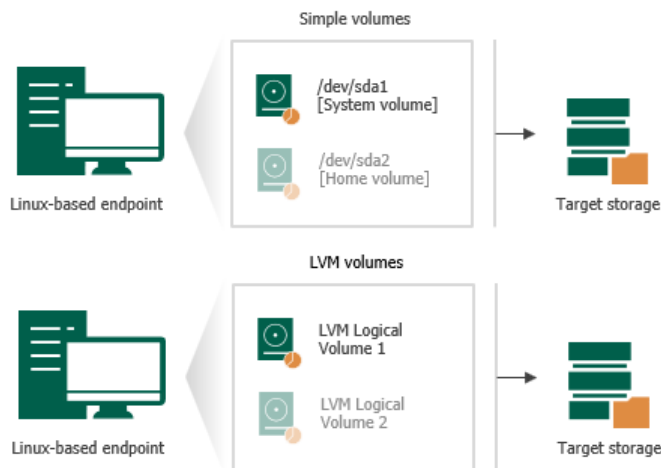 Simple volumes
/dev/sda1
[System volume]
/dev/sda2
[Home volume]
Linux-based endpoint
Target storage
LVM volumes
LVM Logical
Volume 1
LVM Logical
Volume 2
Linux-based endpoint
Target storage